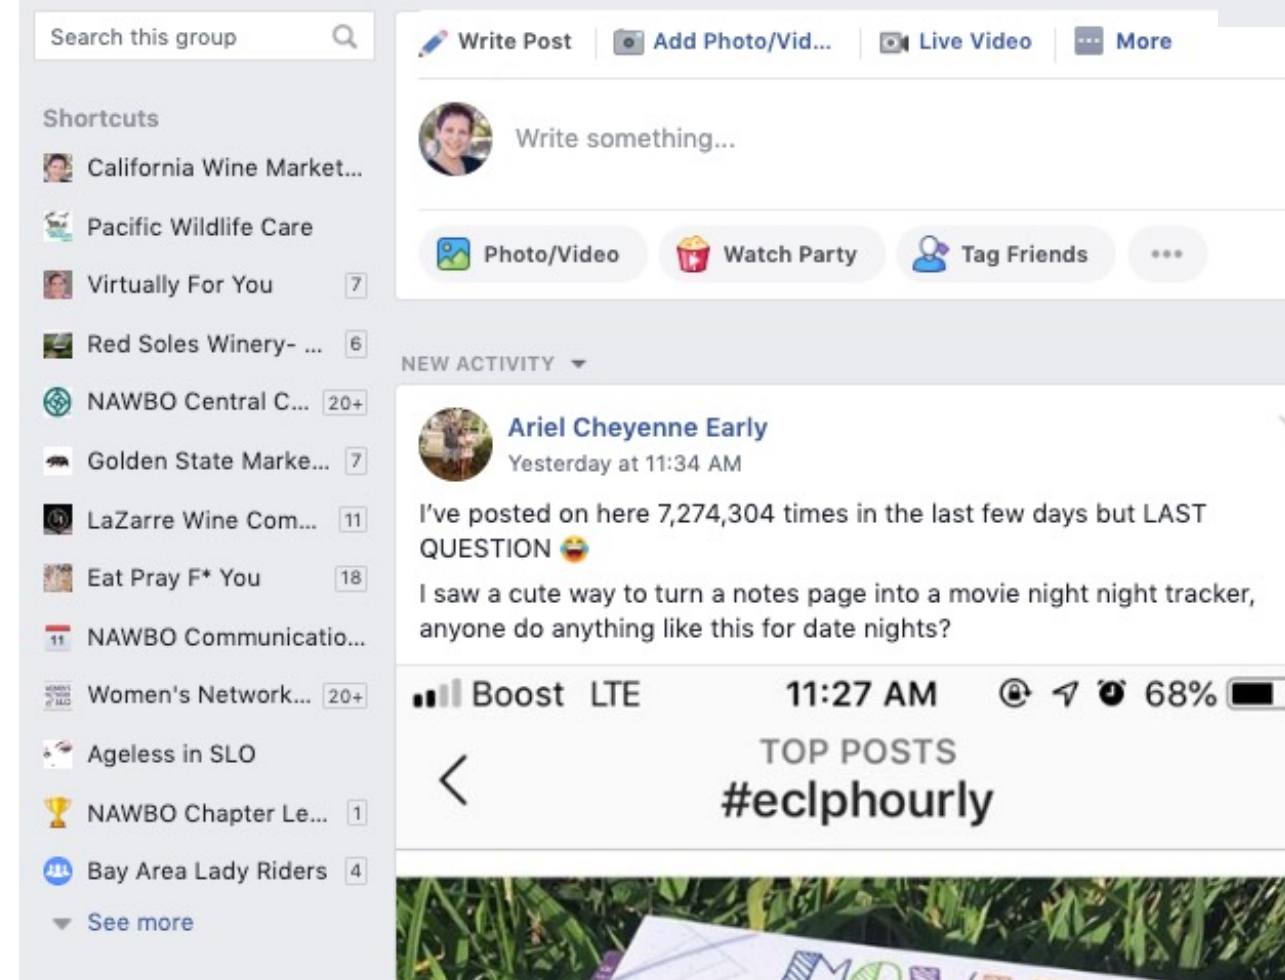 Search this group
Shortcuts
California Wine Market...
Pacific Wildlife Care
Virtually For You 7
Red Soles Winery- ... 6
NAWBO Central C... 20+
Golden State Marke... 7
LaZarre Wine Com... 11
Eat Pray F* You 18
11 NAWBO Communicatio...
Women's Network... 20+
Ageless in SLO
NAWBO Chapter Le... 1
Bay Area Lady Riders 4
See more
Write Post Add Photo/Vid... Live Video More
Write something...
Photo/Video Watch Party Tag Friends
NEW ACTIVITY
Ariel Cheyenne Early
Yesterday at 11:34 AM
I've posted on here 7,274,304 times in the last few days but LAST
QUESTION 😂
I saw a cute way to turn a notes page into a movie night night tracker,
anyone do anything like this for date nights?
Boost LTE 11:27 AM 68%
TOP POSTS
#eclphourly